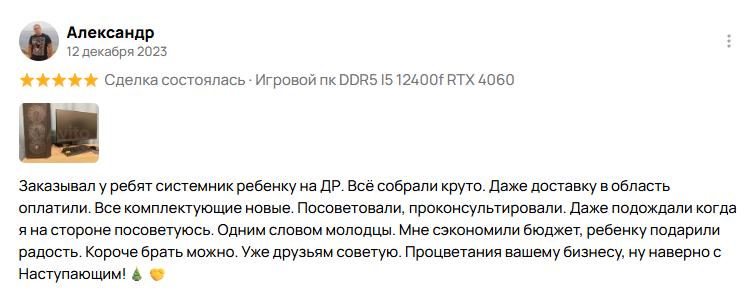 Александр
12 декабря 2023
Сделка состоялась · Игровой пк DDR5 I5 12400f RTX 4060
Заказывал у ребят системник ребенку на ДР. Всё собрали круто. Даже доставку в область
оплатили. Все комплектующие новые. Посоветовали, проконсультировали. Даже подождали когда
я на стороне посоветуюсь. Одним словом молодцы. Мне сэкономили бюджет, ребенку подарили
радость. Короче брать можно. Уже друзьям советую. Процветания вашему бизнесу, ну наверно с
Наступающим! 🎄 🤝